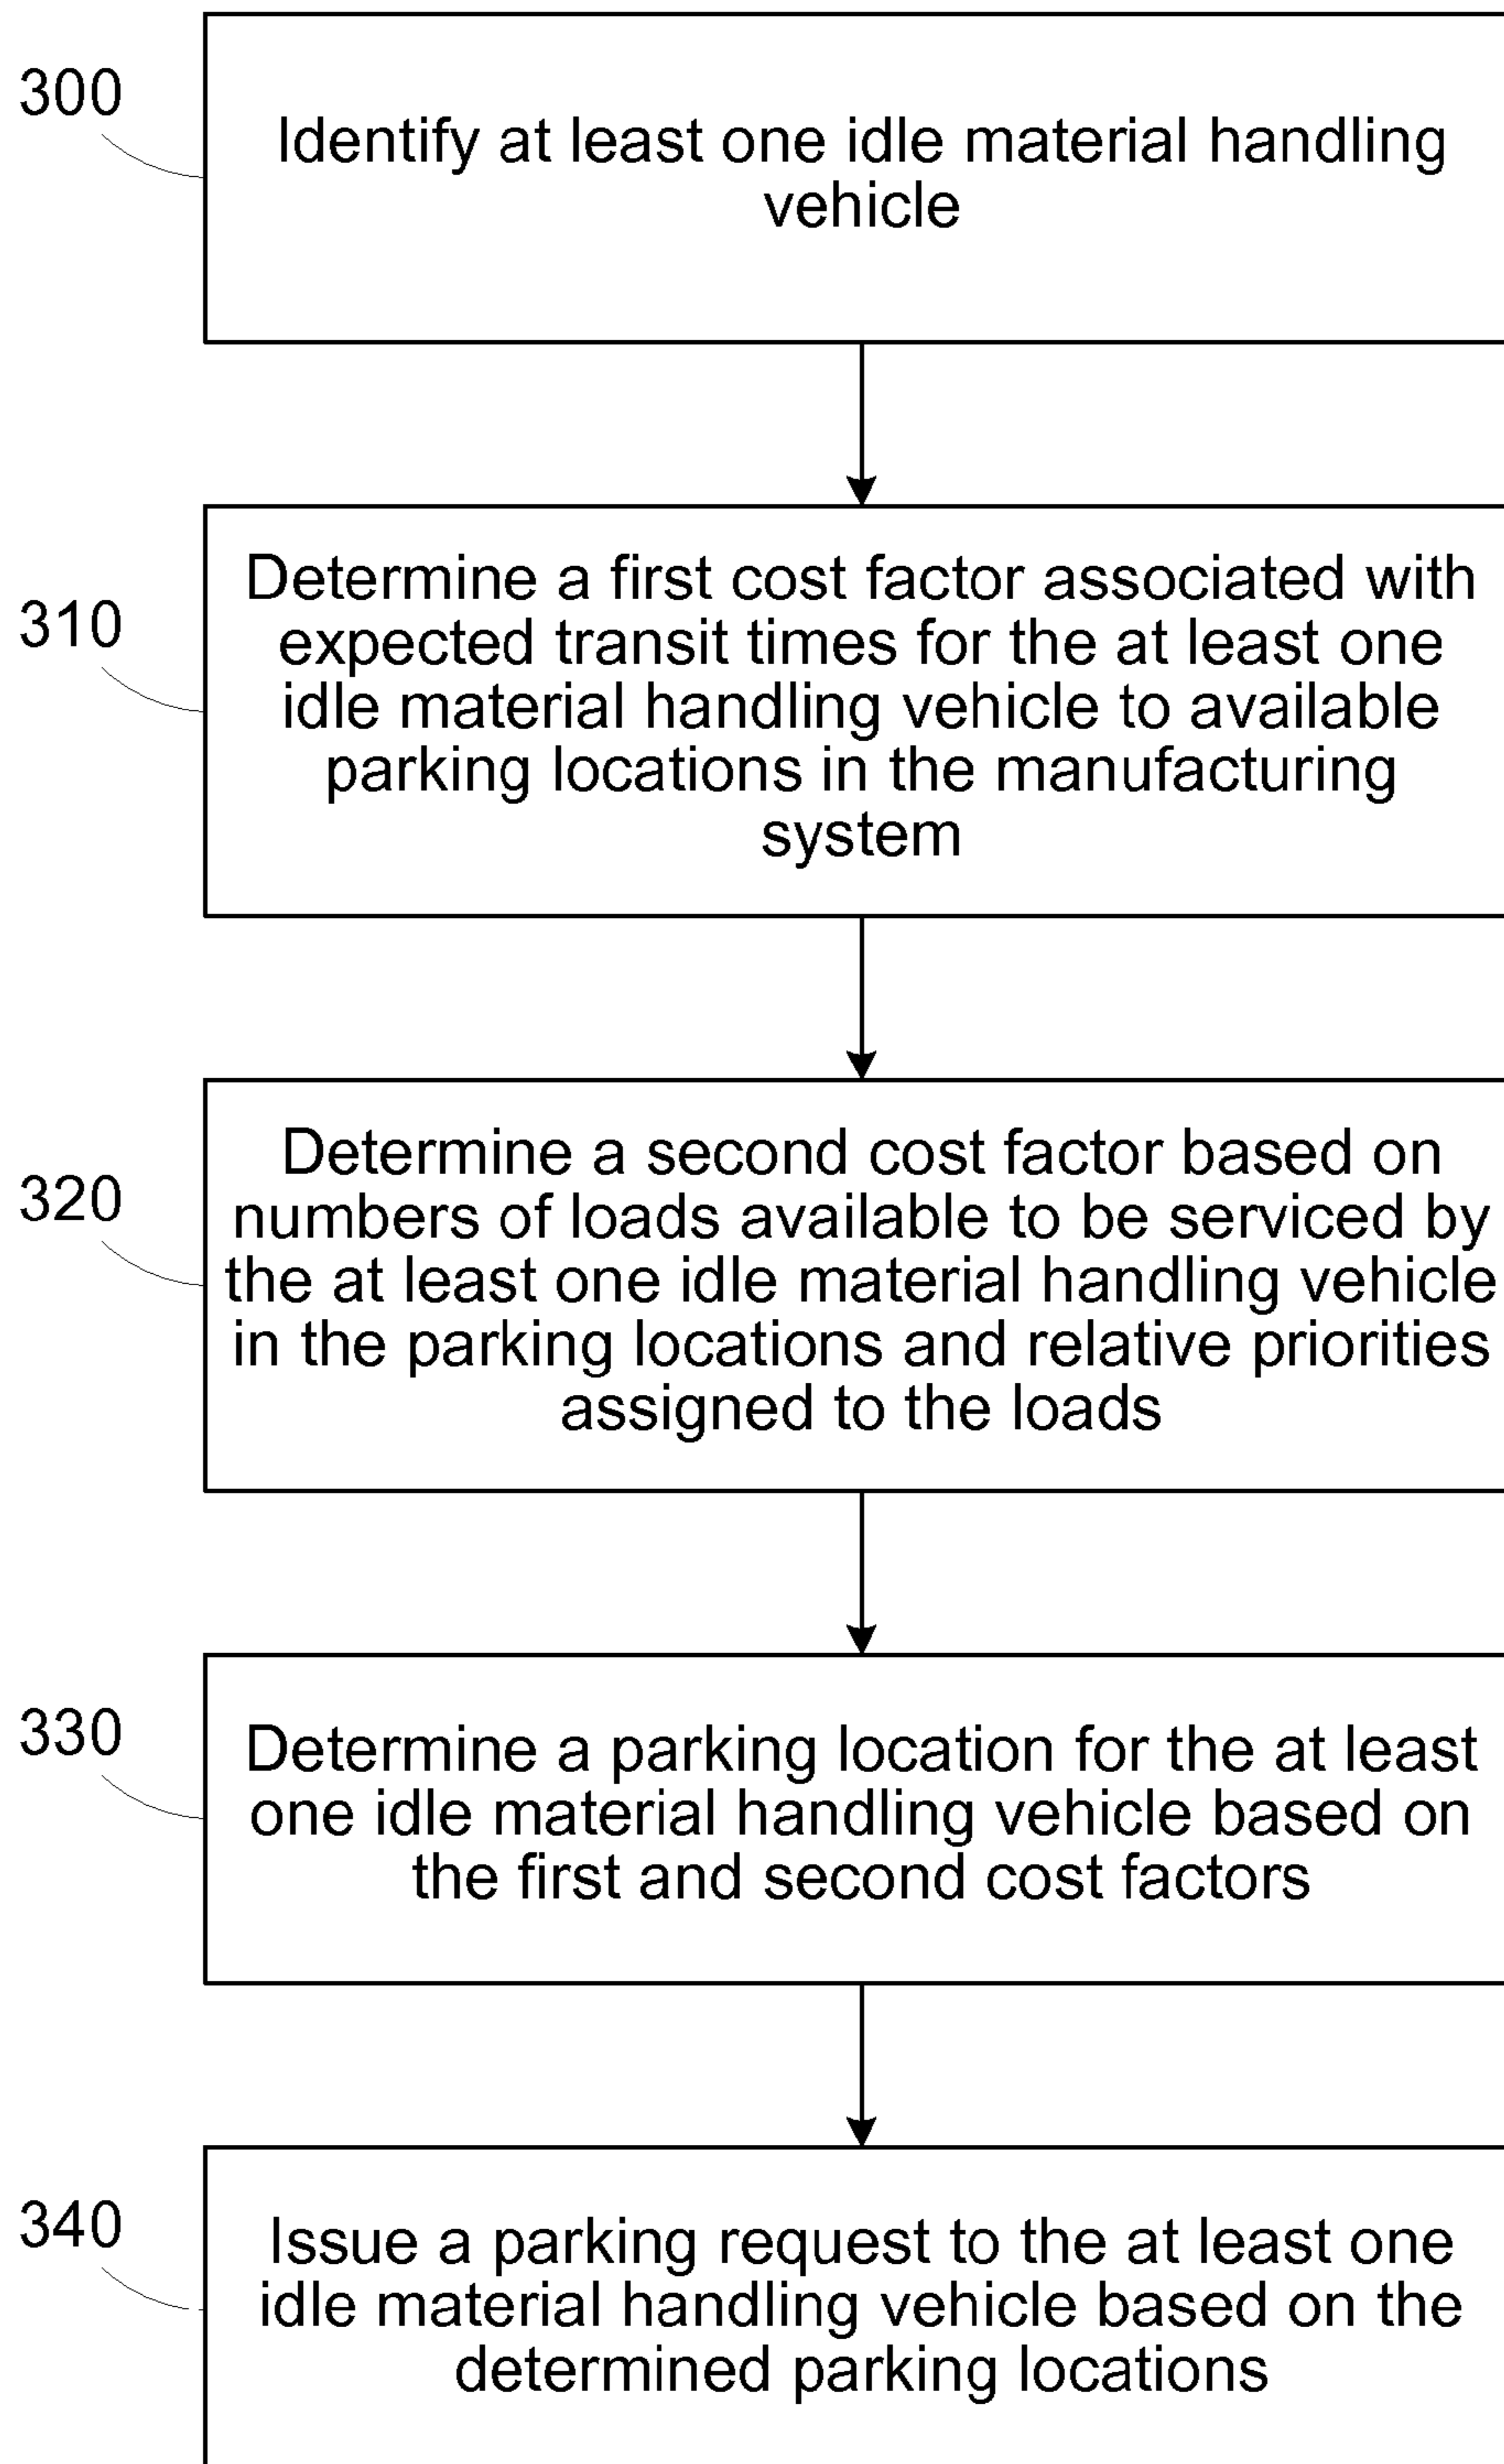 300
Identify at least one idle material handling
vehicle
310
Determine a first cost factor associated with
expected transit times for the at least one
idle material handling vehicle to available
parking locations in the manufacturing
system
320
Determine a second cost factor based on
numbers of loads available to be serviced by
the at least one idle material handling vehicle
in the parking locations and relative priorities
assigned to the loads
330
Determine a parking location for the at least
one idle material handling vehicle based on
the first and second cost factors
340
Issue a parking request to the at least one
idle material handling vehicle based on the
determined parking locations